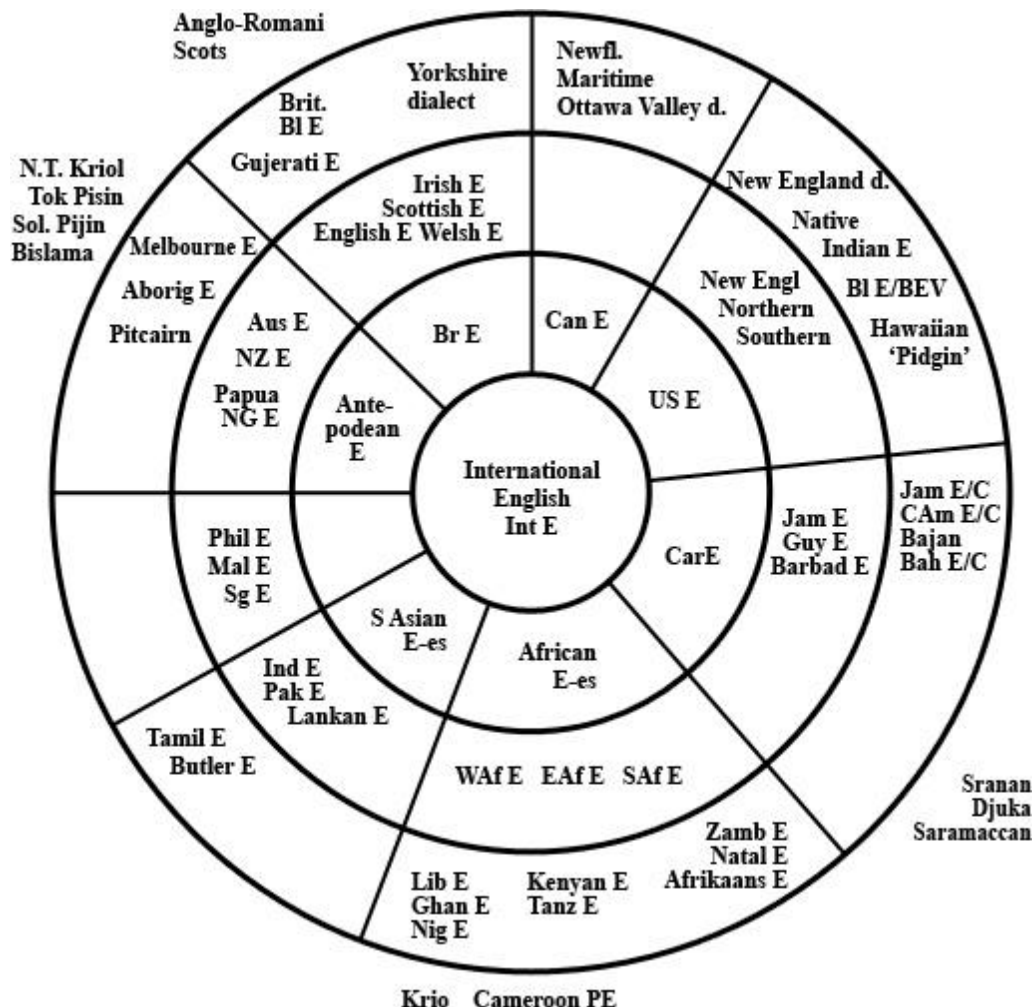 Anglo-Romani
Scots
Yorkshire
dialect
Brit.
Bl E
Gujerati E
Newfl.
Maritime
Ottawa Valley d.
N.T. Kriol
Tok Pisin
Sol. Pijin
Bislama
Melbourne E
Aborig E
Pitcairn
Irish E
Scottish E
English E Welsh E
New England d.
Native
Indian E
Bl E/BEV
Hawaiian
‘Pidgin’
New Engl
Northern
Southern
Aus E
NZ E
Papua
NG E
Br E
Can E
US E
Ante-
podean
E
International
English
Int E
Jam E/C
CAm E/C
Bajan
Bah E/C
Jam E
Guy E
Barbad E
CarE
Phil E
Mal E
Sg E
S Asian
E-es
African
E-es
Ind E
Pak E
Lankan E
Tamil E
Butler E
WAf E EAf E SAf E
Sranan
Djuka
Saramaccan
Zamb E
Natal E
Afrikaans E
Lib E
Ghan E
Nig E
Kenyan E
Tanz E
Krio Cameroon PE